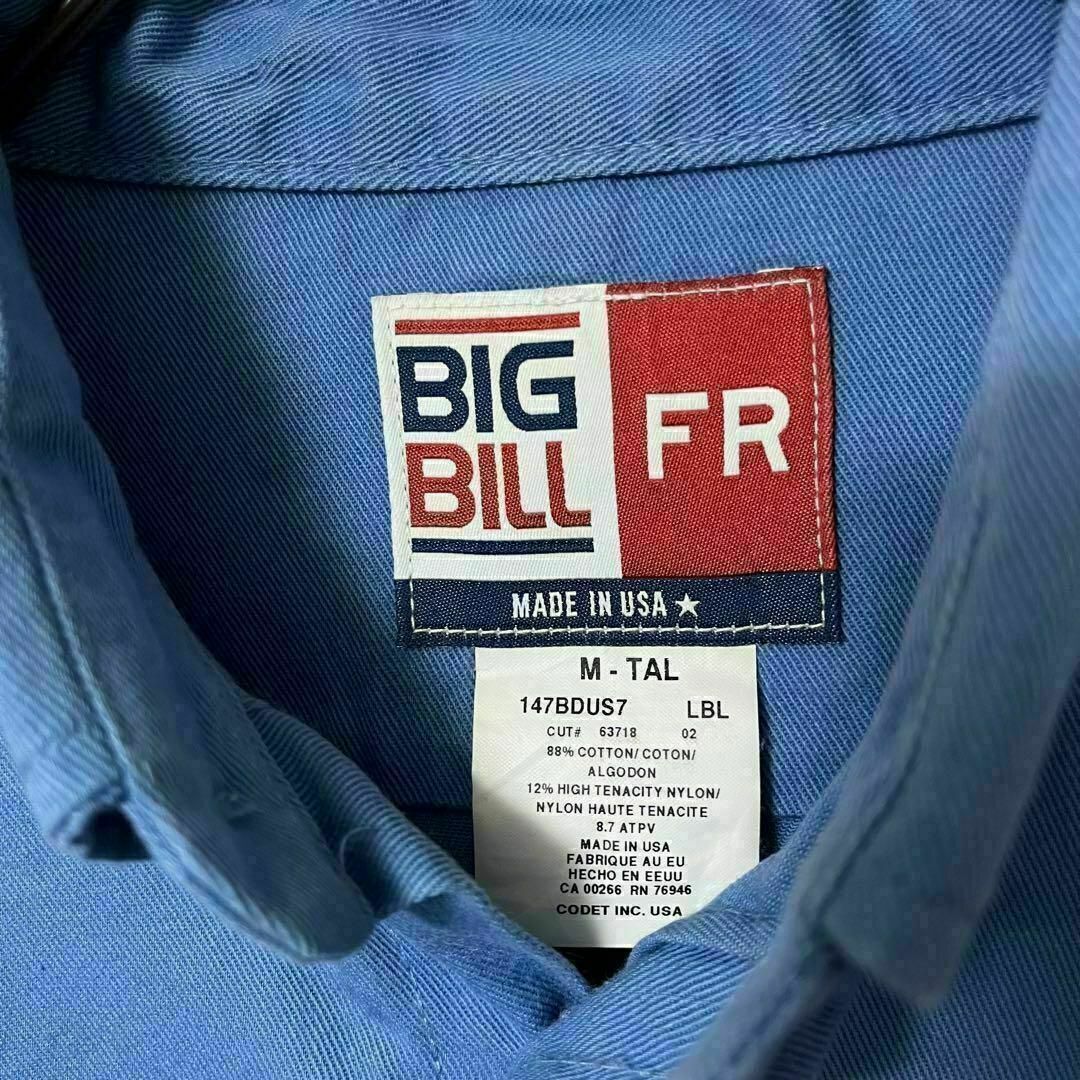 BIG
BILL
FR
MADE IN USA ★
M - TAL
147BDUS7 LBL
CUT# 63718 02
88% COTTON/ COTON/
ALGODON
12% HIGH TENACITY NYLON/
NYLON HAUTE TENACITE
8.7 ATPV
MADE IN USA
FABRIQUE AU EU
HECHO EN EEUU
CA 00266 RN 76946
CODET INC. USA